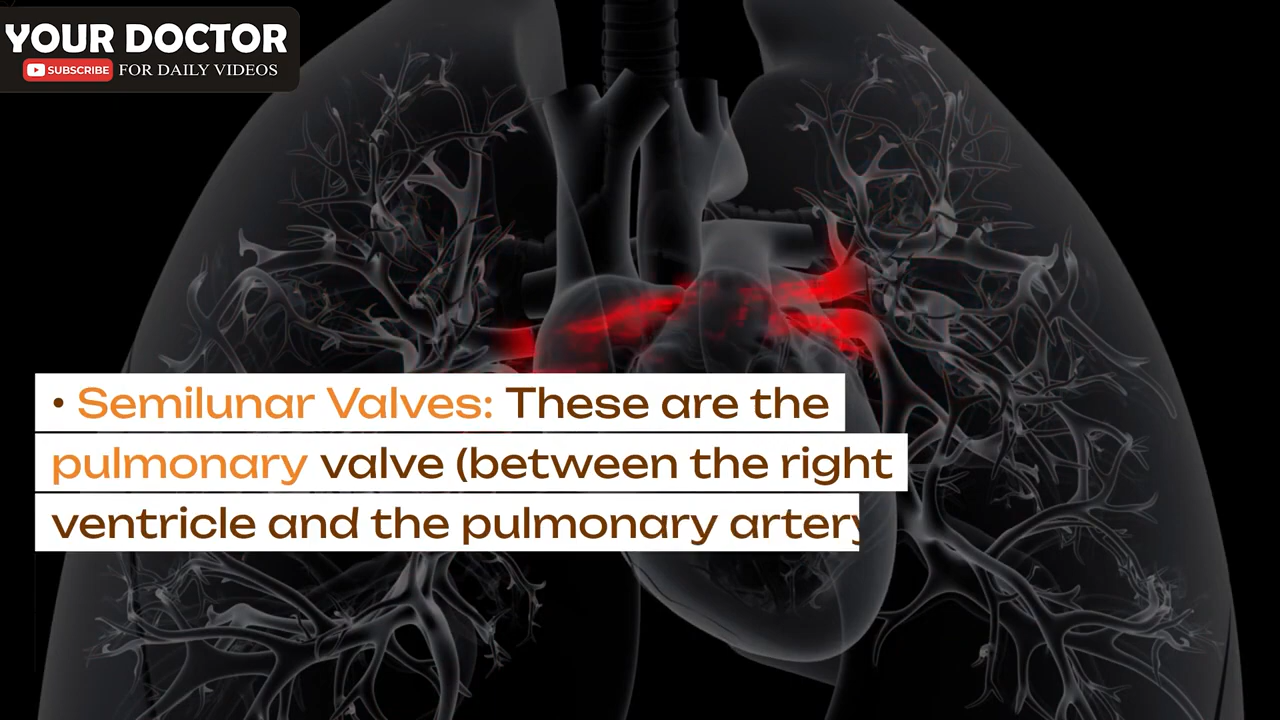 YOUR DOCTOR
SUBSCRIBE FOR DAILY VIDEOS
• Semilunar Valves: These are the
pulmonary valve (between the right
ventricle and the pulmonary artery